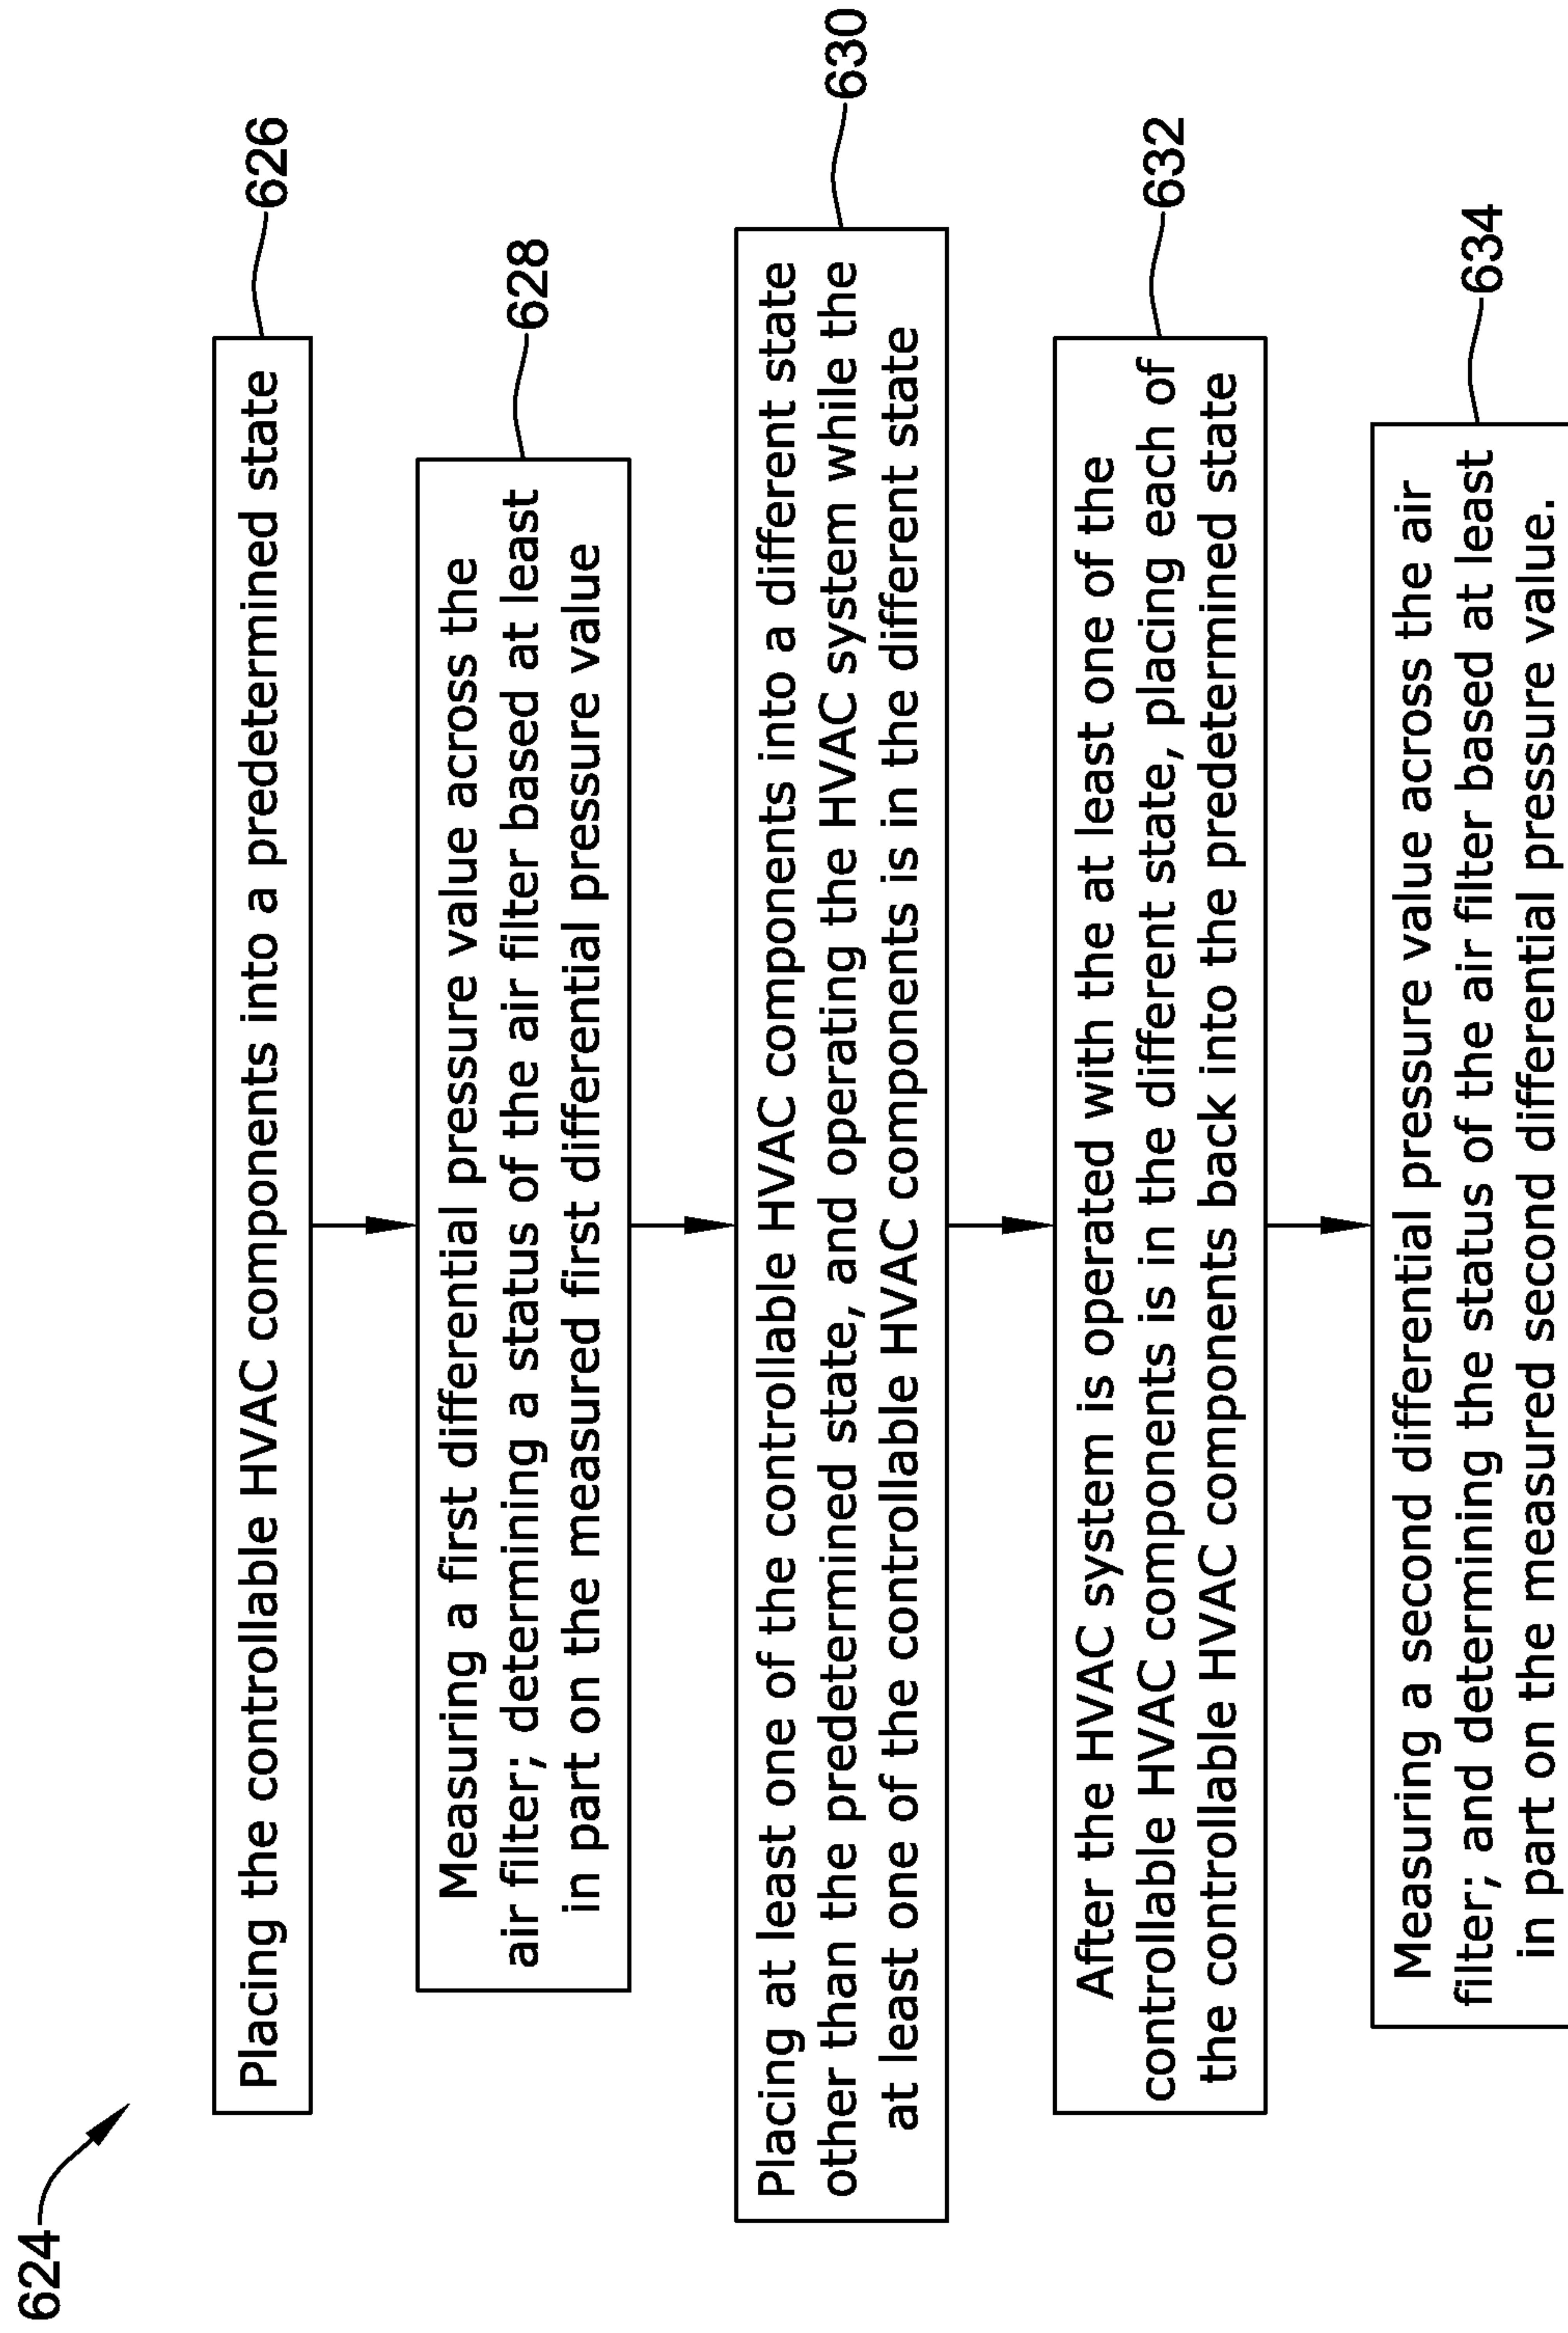 624
626
Placing the controllable HVAC components into a predetermined state
628
Measuring a first differential pressure value across the
air filter; determining a status of the air filter based at least
in part on the measured first differential pressure value
630
Placing at least one of the controllable HVAC components into a different state
other than the predetermined state, and operating the HVAC system while the
at least one of the controllable HVAC components is in the different state
632
After the HVAC system is operated with the at least one of the
controllable HVAC components is in the different state, placing each of
the controllable HVAC components back into the predetermined state
634
Measuring a second differential pressure value across the air
filter; and determining the status of the air filter based at least
in part on the measured second differential pressure value.